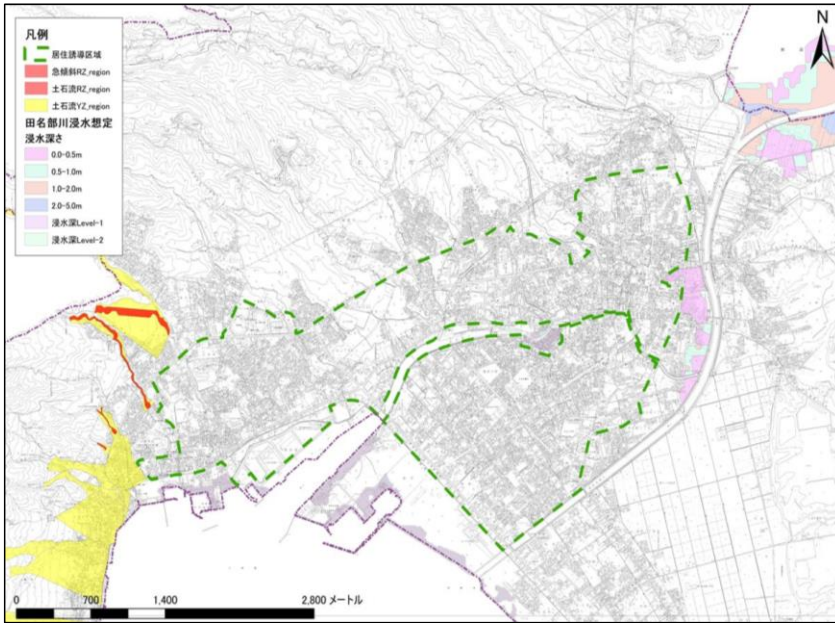 凡例
居住誘導区域
急傾斜RZ_region
土石流RZ_region
土石流YZ_region
田名部川浸水想定
浸水深さ
0.0-0.5m
0.5-1.0m
1.0-2.0m
2.0-5.0m
浸水深Level-1
浸水深Level-2
N
0 700 1,400 2,800 メートル